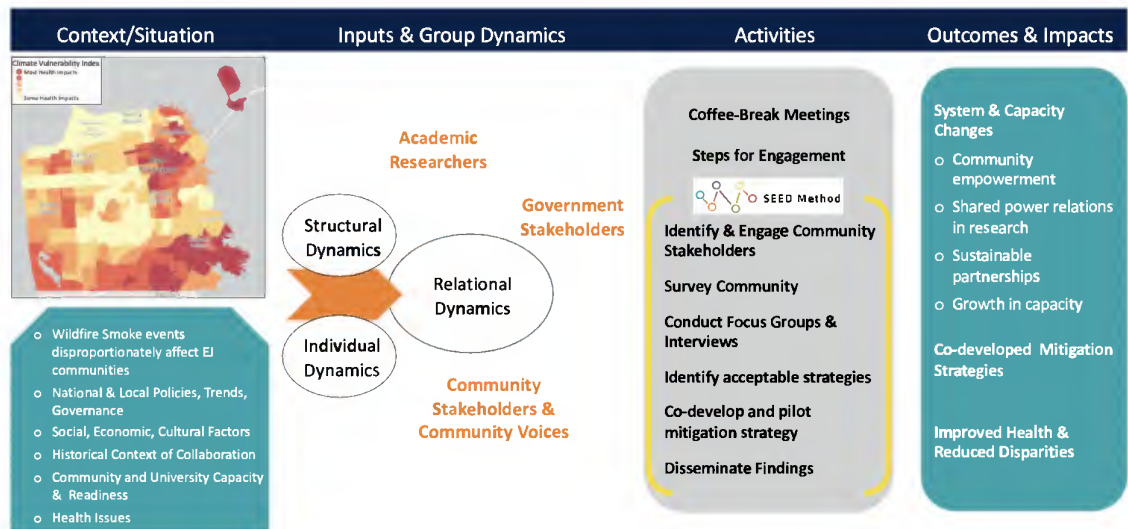 Context/Situation
Inputs & Group Dynamics
Activities
Outcomes & Impacts
Climate Vulnerability Index
Most Health Impacts
Some Health Impacts
o Wildfire Smoke events
disproportionately affect EJ
communities
o National & Local Policies, Trends,
Governance
o Social, Economic, Cultural Factors
o Historical Context of Collaboration
o Community and University Capacity
& Readiness
o Health Issues
Academic
Researchers
Government
Stakeholders
Structural
Dynamics
Relational
Dynamics
Individual
Dynamics
Community
Stakeholders &
Community Voices
Coffee-Break Meetings
Steps for Engagement
SEED Method
Identify & Engage Community
Stakeholders
Survey Community
Conduct Focus Groups &
Interviews
Identify acceptable strategies
Co-develop and pilot
mitigation strategy
Disseminate Findings
System & Capacity
Changes
o Community
empowerment
o Shared power relations
in research
o Sustainable
partnerships
o Growth in capacity
Co-developed Mitigation
Strategies
Improved Health &
Reduced Disparities